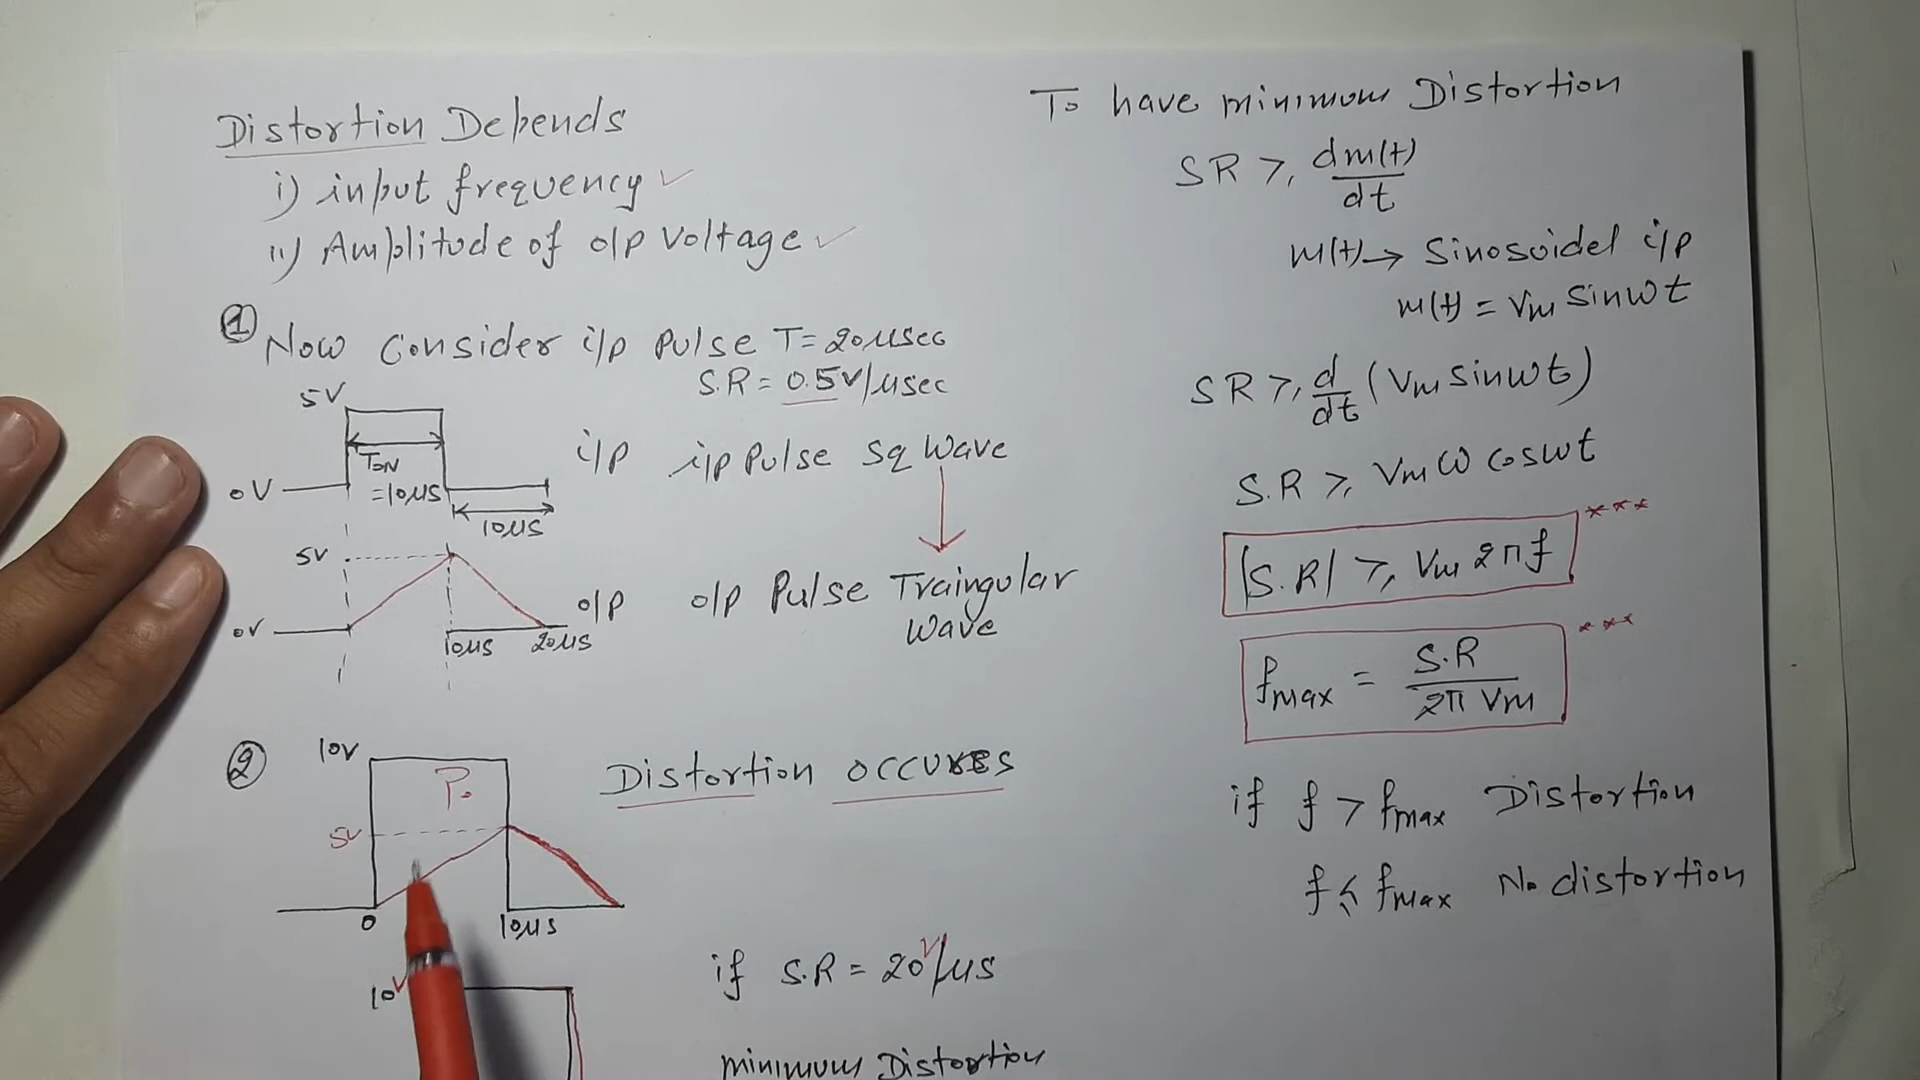 Distortion Depends
i) input frequency ✓
ii) Amplitude of o/p Voltage ✓
① Now Consider i/p Pulse T = 20μsec
S.R = 0.5V/μsec
5V
TON
=10μs
0V
10μs
i/p
i/p Pulse Sq Wave
5V
0V
10μs
20μs
o/p
o/p Pulse Traingular
Wave
②
10V
P.
5V
0
10μs
Distortion occures
10V
if S.R = 20V/μs
minimum Distortion
To have minimum Distortion
SR ≥ dm(t)/dt
m(t) → Sinosoidel i/p
m(t) = Vm Sinωt
SR ≥ d/dt (Vm Sinωt)
S.R ≥ Vm ω cosωt
|S.R| ≥ Vm 2π f ***
fmax = S.R / 2π Vm ***
if f > fmax Distortion
f ≤ fmax No distortion